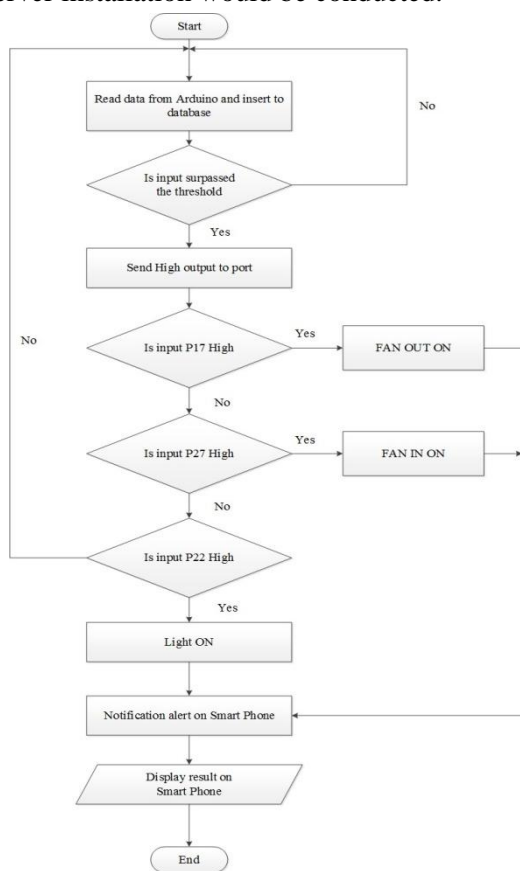 Start
Read data from Arduino and insert to
database
No
Is input surpassed
the threshold
Yes
Send High output to port
No
Is input P17 High
Yes
FAN OUT ON
No
Is input P27 High
Yes
FAN IN ON
No
Is input P22 High
Yes
Light ON
Notification alert on Smart Phone
Display result on
Smart Phone
End